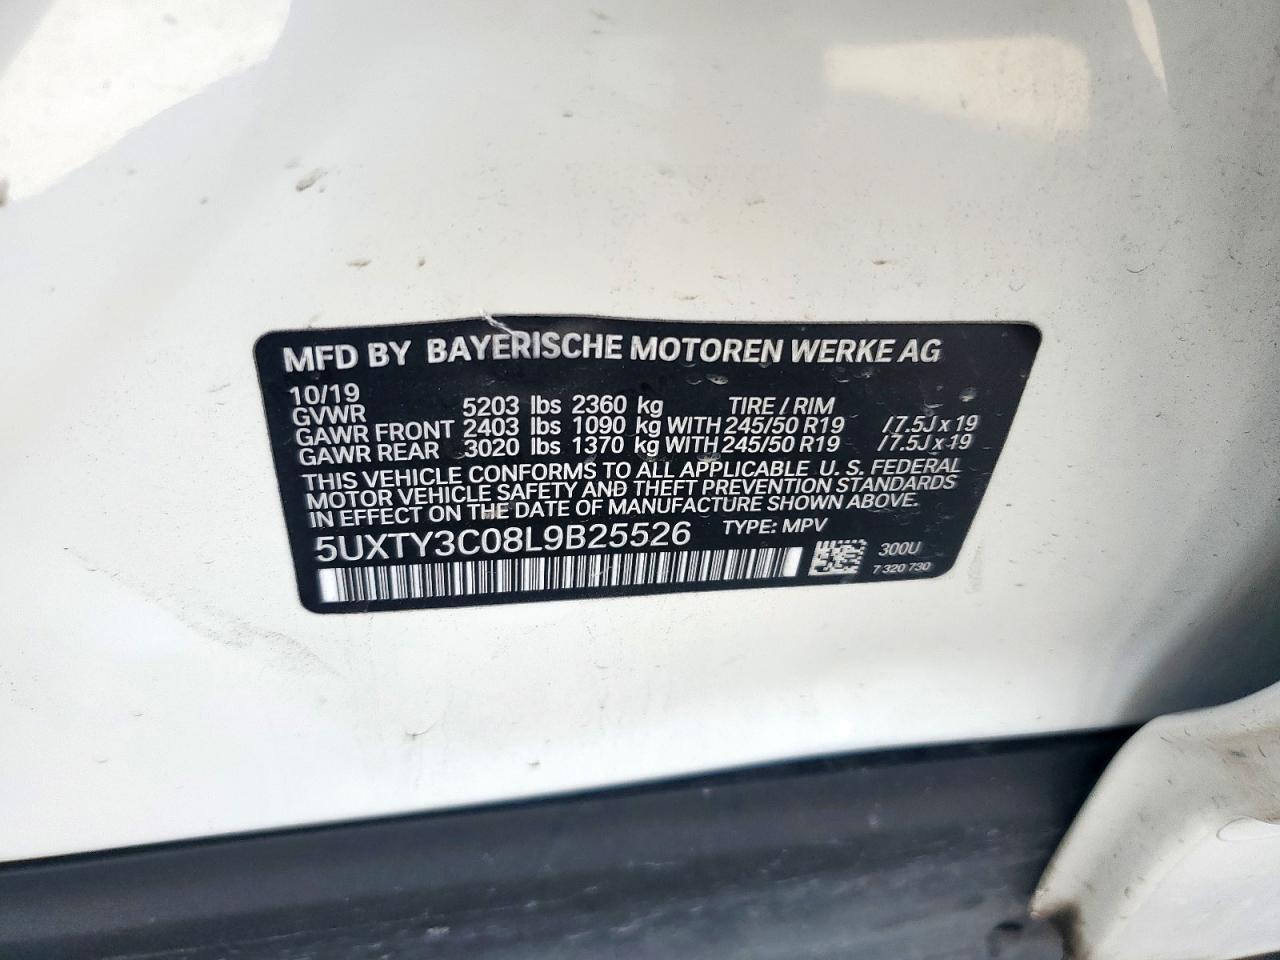 MFD BY BAYERISCHE MOTOREN WERKE AG
10/19
GVWR 5203 lbs 2360 kg TIRE / RIM
GAWR FRONT 2403 lbs 1090 kg WITH 245/50 R19 / 7.5J x 19
GAWR REAR 3020 lbs 1370 kg WITH 245/50 R19 / 7.5J x 19
THIS VEHICLE CONFORMS TO ALL APPLICABLE U. S. FEDERAL
MOTOR VEHICLE SAFETY AND THEFT PREVENTION STANDARDS
IN EFFECT ON THE DATE OF MANUFACTURE SHOWN ABOVE.
5UXTY3C08L9B25526 TYPE: MPV
300U
7 320 730